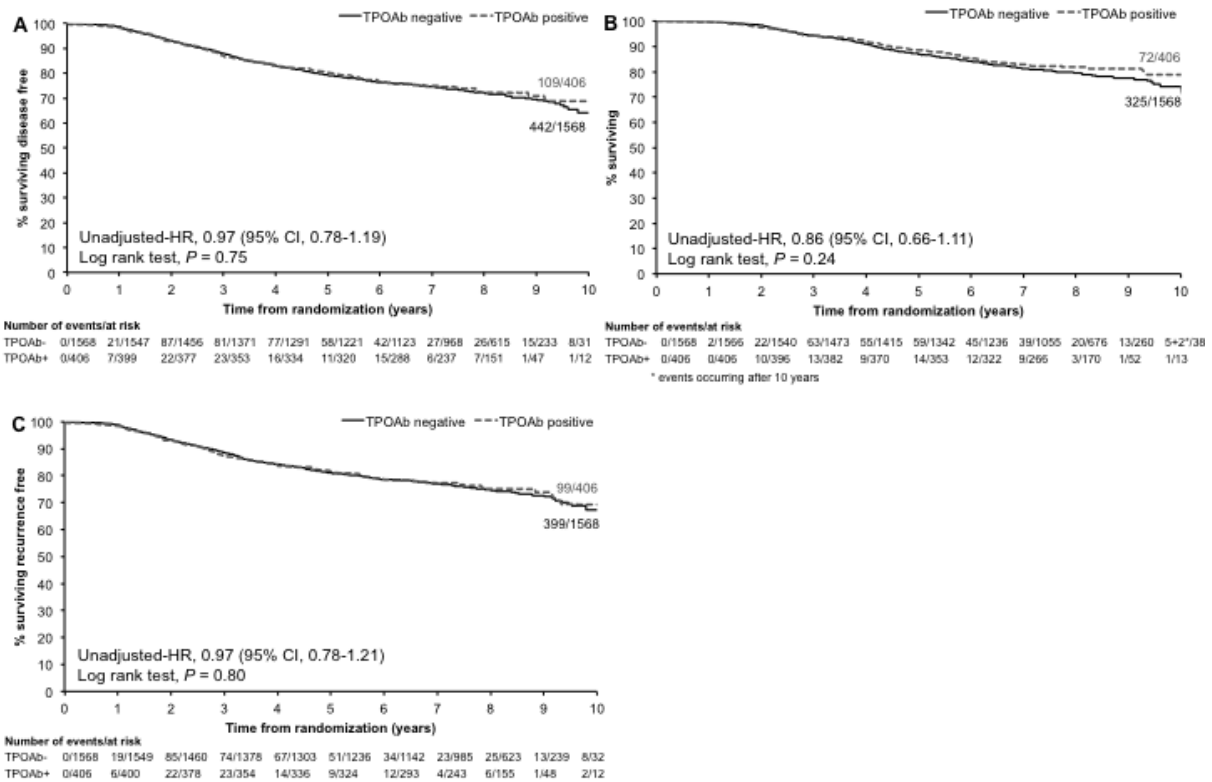 A
TPOAb negative TPOAb positive
% surviving disease free
100
90
80
70
60
50
40
30
20
10
0
109/406
442/1568
Unadjusted-HR, 0.97 (95% CI, 0.78-1.19)
Log rank test, P = 0.75
0 1 2 3 4 5 6 7 8 9 10
Time from randomization (years)
Number of events/at risk
TPOAb- 0/1568 21/1547 87/1456 81/1371 77/1291 58/1221 42/1123 27/968 26/615 15/233 8/31
TPOAb+ 0/406 7/399 22/377 23/353 16/334 11/320 15/288 6/237 7/151 1/47 1/12
B
TPOAb negative TPOAb positive
% surviving
100
90
80
70
60
50
40
30
20
10
0
72/406
325/1568
Unadjusted-HR, 0.86 (95% CI, 0.66-1.11)
Log rank test, P = 0.24
0 1 2 3 4 5 6 7 8 9 10
Time from randomization (years)
Number of events/at risk
TPOAb- 0/1568 2/1566 22/1540 63/1473 55/1415 59/1342 45/1236 39/1055 20/676 13/260 5+2*/38
TPOAb+ 0/406 0/406 10/396 13/382 9/370 14/353 12/322 9/266 3/170 1/52 1/13
* events occurring after 10 years
C
TPOAb negative TPOAb positive
% surviving recurrence free
100
90
80
70
60
50
40
30
20
10
0
99/406
399/1568
Unadjusted-HR, 0.97 (95% CI, 0.78-1.21)
Log rank test, P = 0.80
0 1 2 3 4 5 6 7 8 9 10
Time from randomization (years)
Number of events/at risk
TPOAb- 0/1568 19/1549 85/1460 74/1378 67/1303 51/1236 34/1142 23/985 25/623 13/239 8/32
TPOAb+ 0/406 6/400 22/378 23/354 14/336 9/324 12/293 4/243 6/155 1/48 2/12